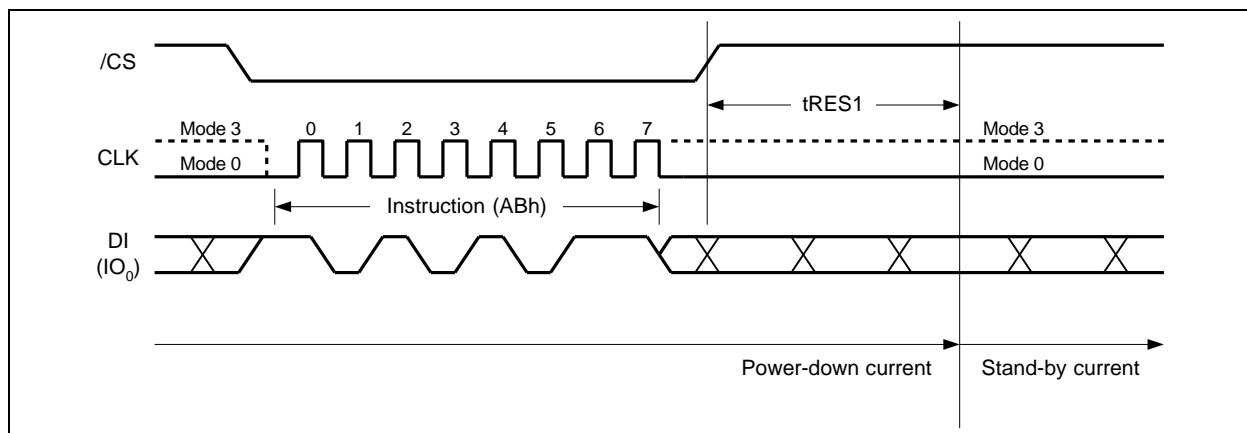 /CS
tRES1
Mode 3 0 1 2 3 4 5 6 7 Mode 3
CLK
Mode 0 Mode 0
Instruction (ABh)
DI
(IO₀)
Power-down current Stand-by current